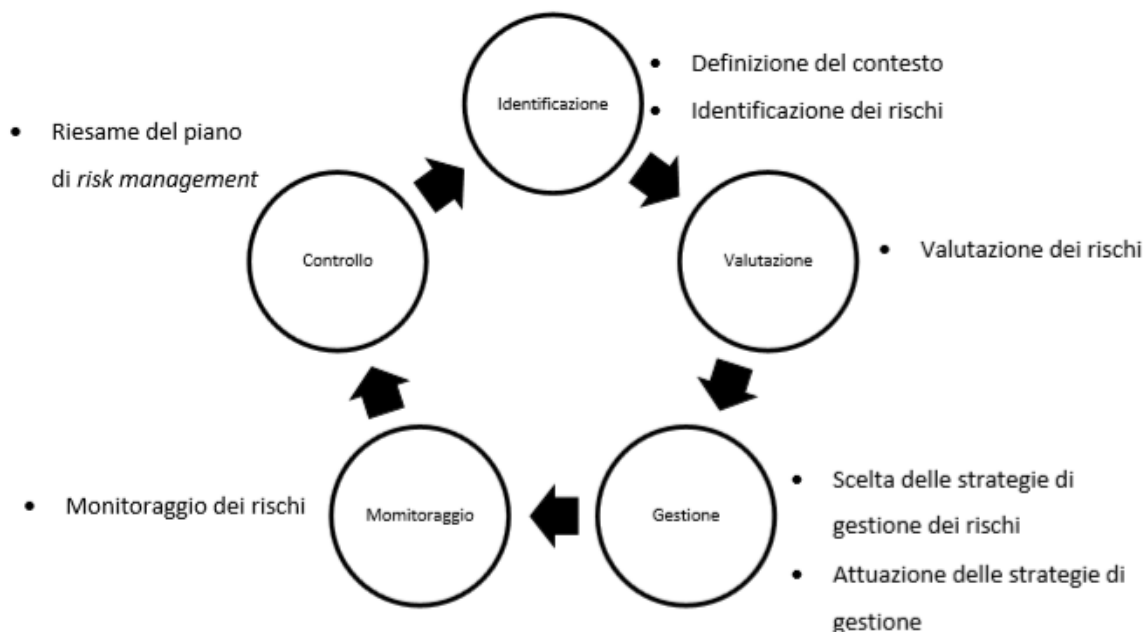 Identificazione
• Definizione del contesto
• Identificazione dei rischi
Valutazione
• Valutazione dei rischi
Gestione
• Scelta delle strategie di
gestione dei rischi
• Attuazione delle strategie di
gestione
Momitoraggio
• Monitoraggio dei rischi
Controllo
• Riesame del piano
di risk management